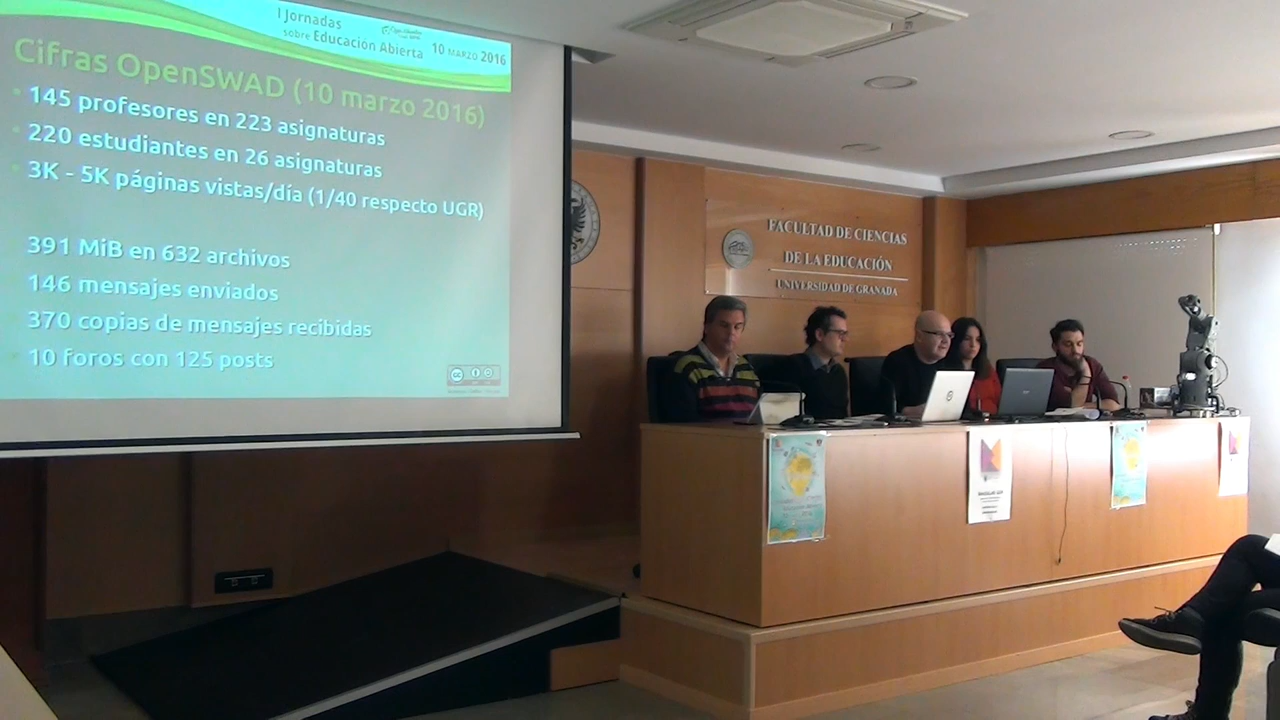 I Jornadas
sobre Educación Abierta
10 MARZO 2016
Cifras OpenSWAD (10 marzo 2016)
145 profesores en 223 asignaturas
220 estudiantes en 26 asignaturas
3K - 5K páginas vistas/día (1/40 respecto UGR)
391 MiB en 632 archivos
146 mensajes enviados
370 copias de mensajes recibidas
10 foros con 125 posts
cc
FACULTAD DE CIENCIAS
DE LA EDUCACIÓN
UNIVERSIDAD DE GRANADA